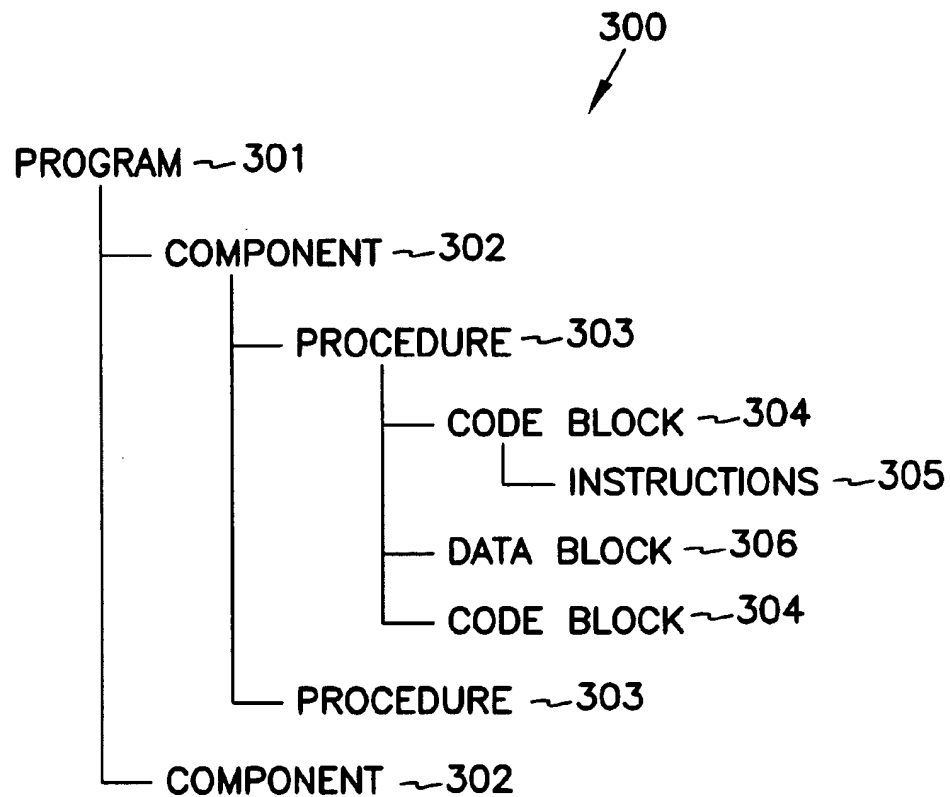 300
PROGRAM ~ 301
COMPONENT ~ 302
PROCEDURE ~ 303
CODE BLOCK ~ 304
INSTRUCTIONS ~ 305
DATA BLOCK ~ 306
CODE BLOCK ~ 304
PROCEDURE ~ 303
COMPONENT ~ 302